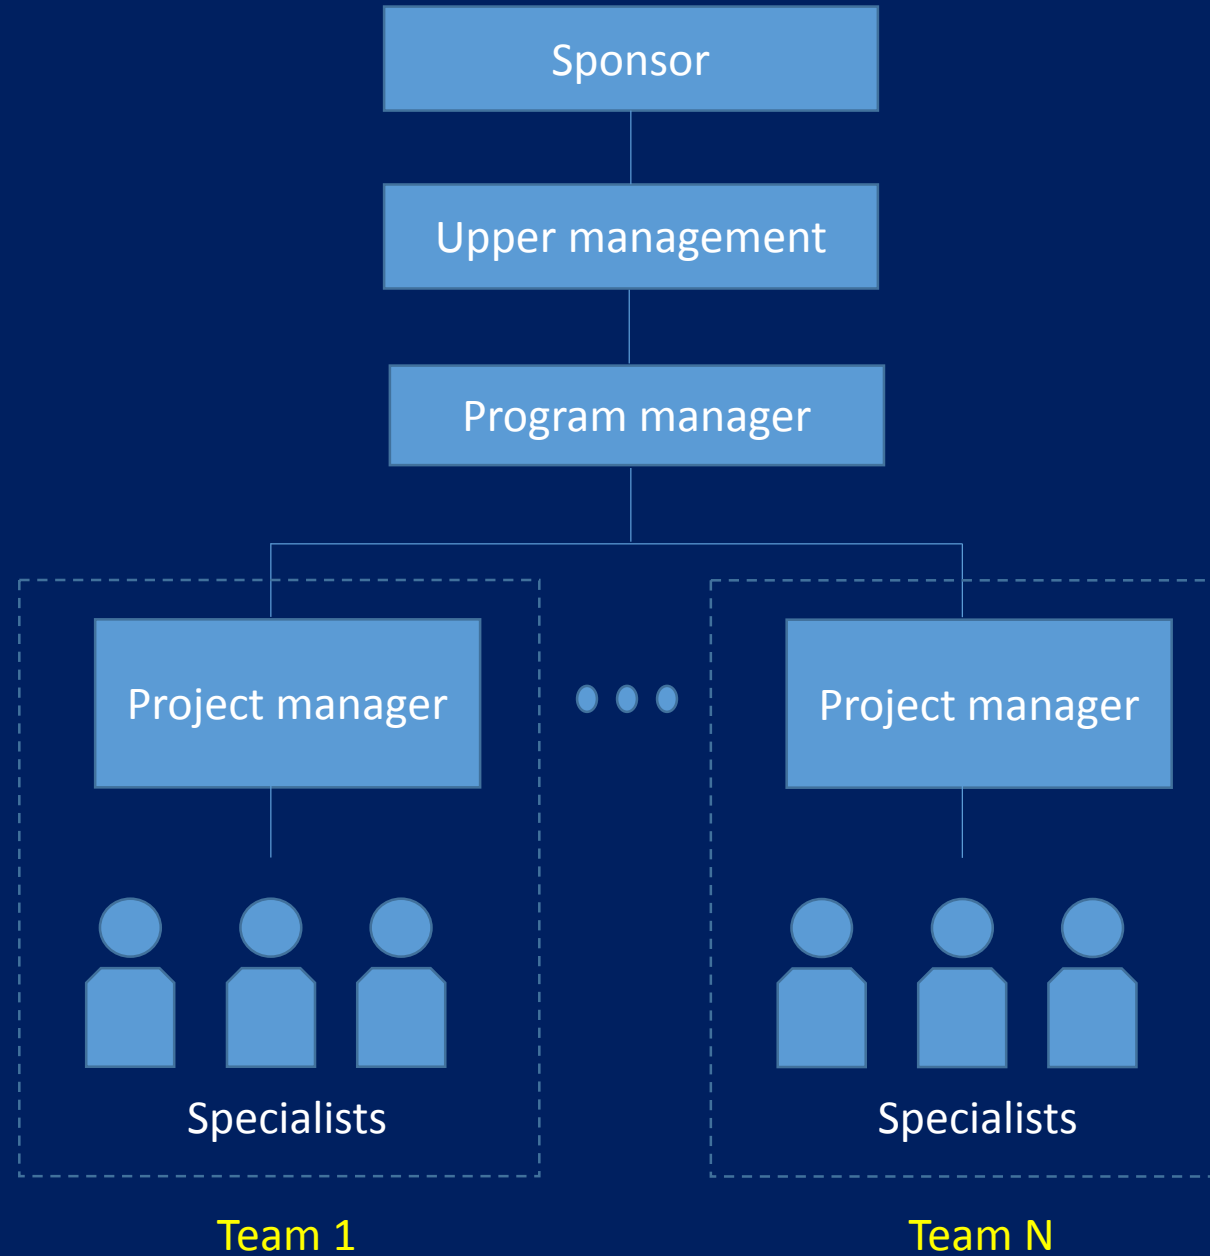 Sponsor
Upper management
Program manager
Project manager
Project manager
Specialists
Specialists
Team 1
Team N